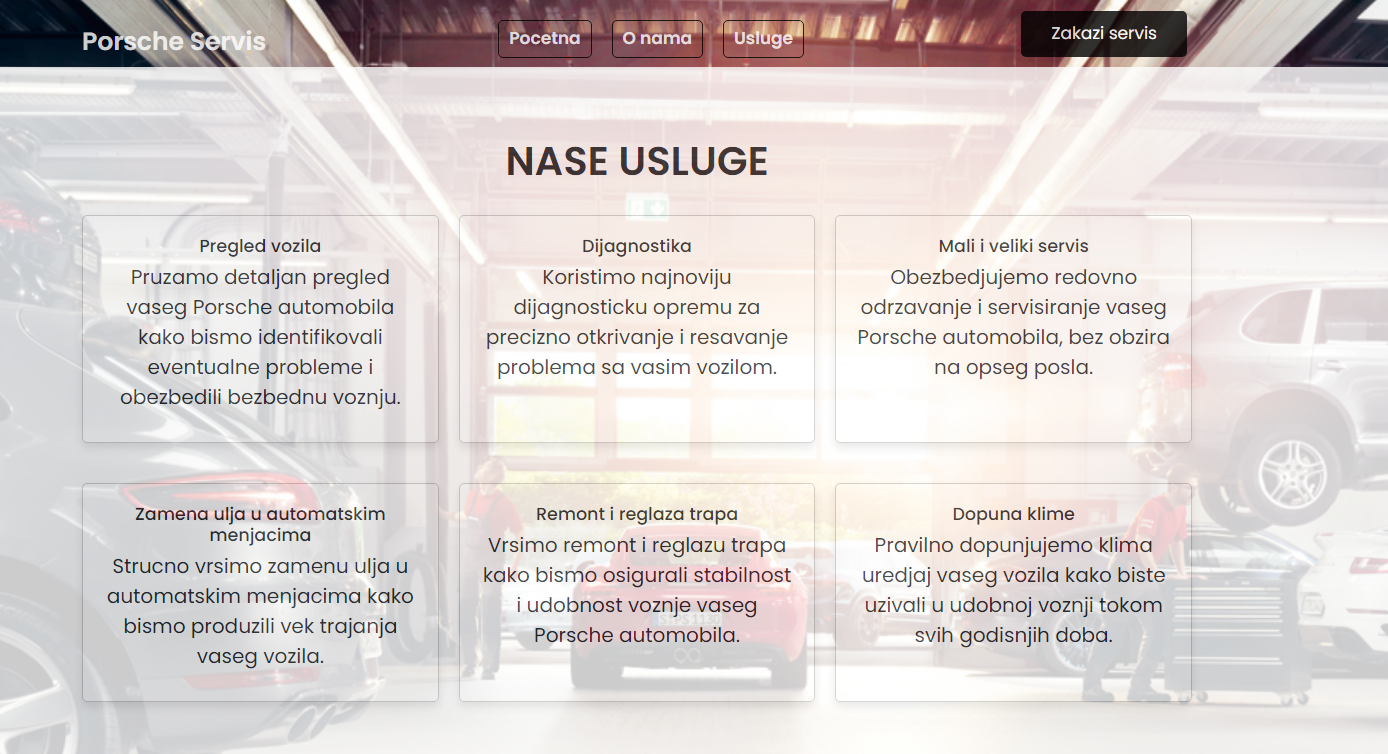 Porsche Servis
Pocetna
O nama
Usluge
Zakazi servis
NASE USLUGE
Pregled vozila
Pruzamo detaljan pregled
vaseg Porsche automobila
kako bismo identifikovali
eventualne probleme i
obezbedili bezbednu voznju.
Dijagnostika
Koristimo najnoviju
dijagnosticku opremu za
precizno otkrivanje i resavanje
problema sa vasim vozilom.
Mali i veliki servis
Obezbedjujemo redovno
odrzavanje i servisiranje vaseg
Porsche automobila, bez obzira
na opseg posla.
Zamena ulja u automatskim
menjacima
Strucno vrsimo zamenu ulja u
automatskim menjacima kako
bismo produzili vek trajanja
vaseg vozila.
Remont i reglaza trapa
Vrsimo remont i reglazu trapa
kako bismo osigurali stabilnost
i udobnost voznje vaseg
Porsche automobila.
Dopuna klime
Pravilno dopunjujemo klima
uredjaj vaseg vozila kako biste
uzivali u udobnoj voznji tokom
svih godisnjih doba.